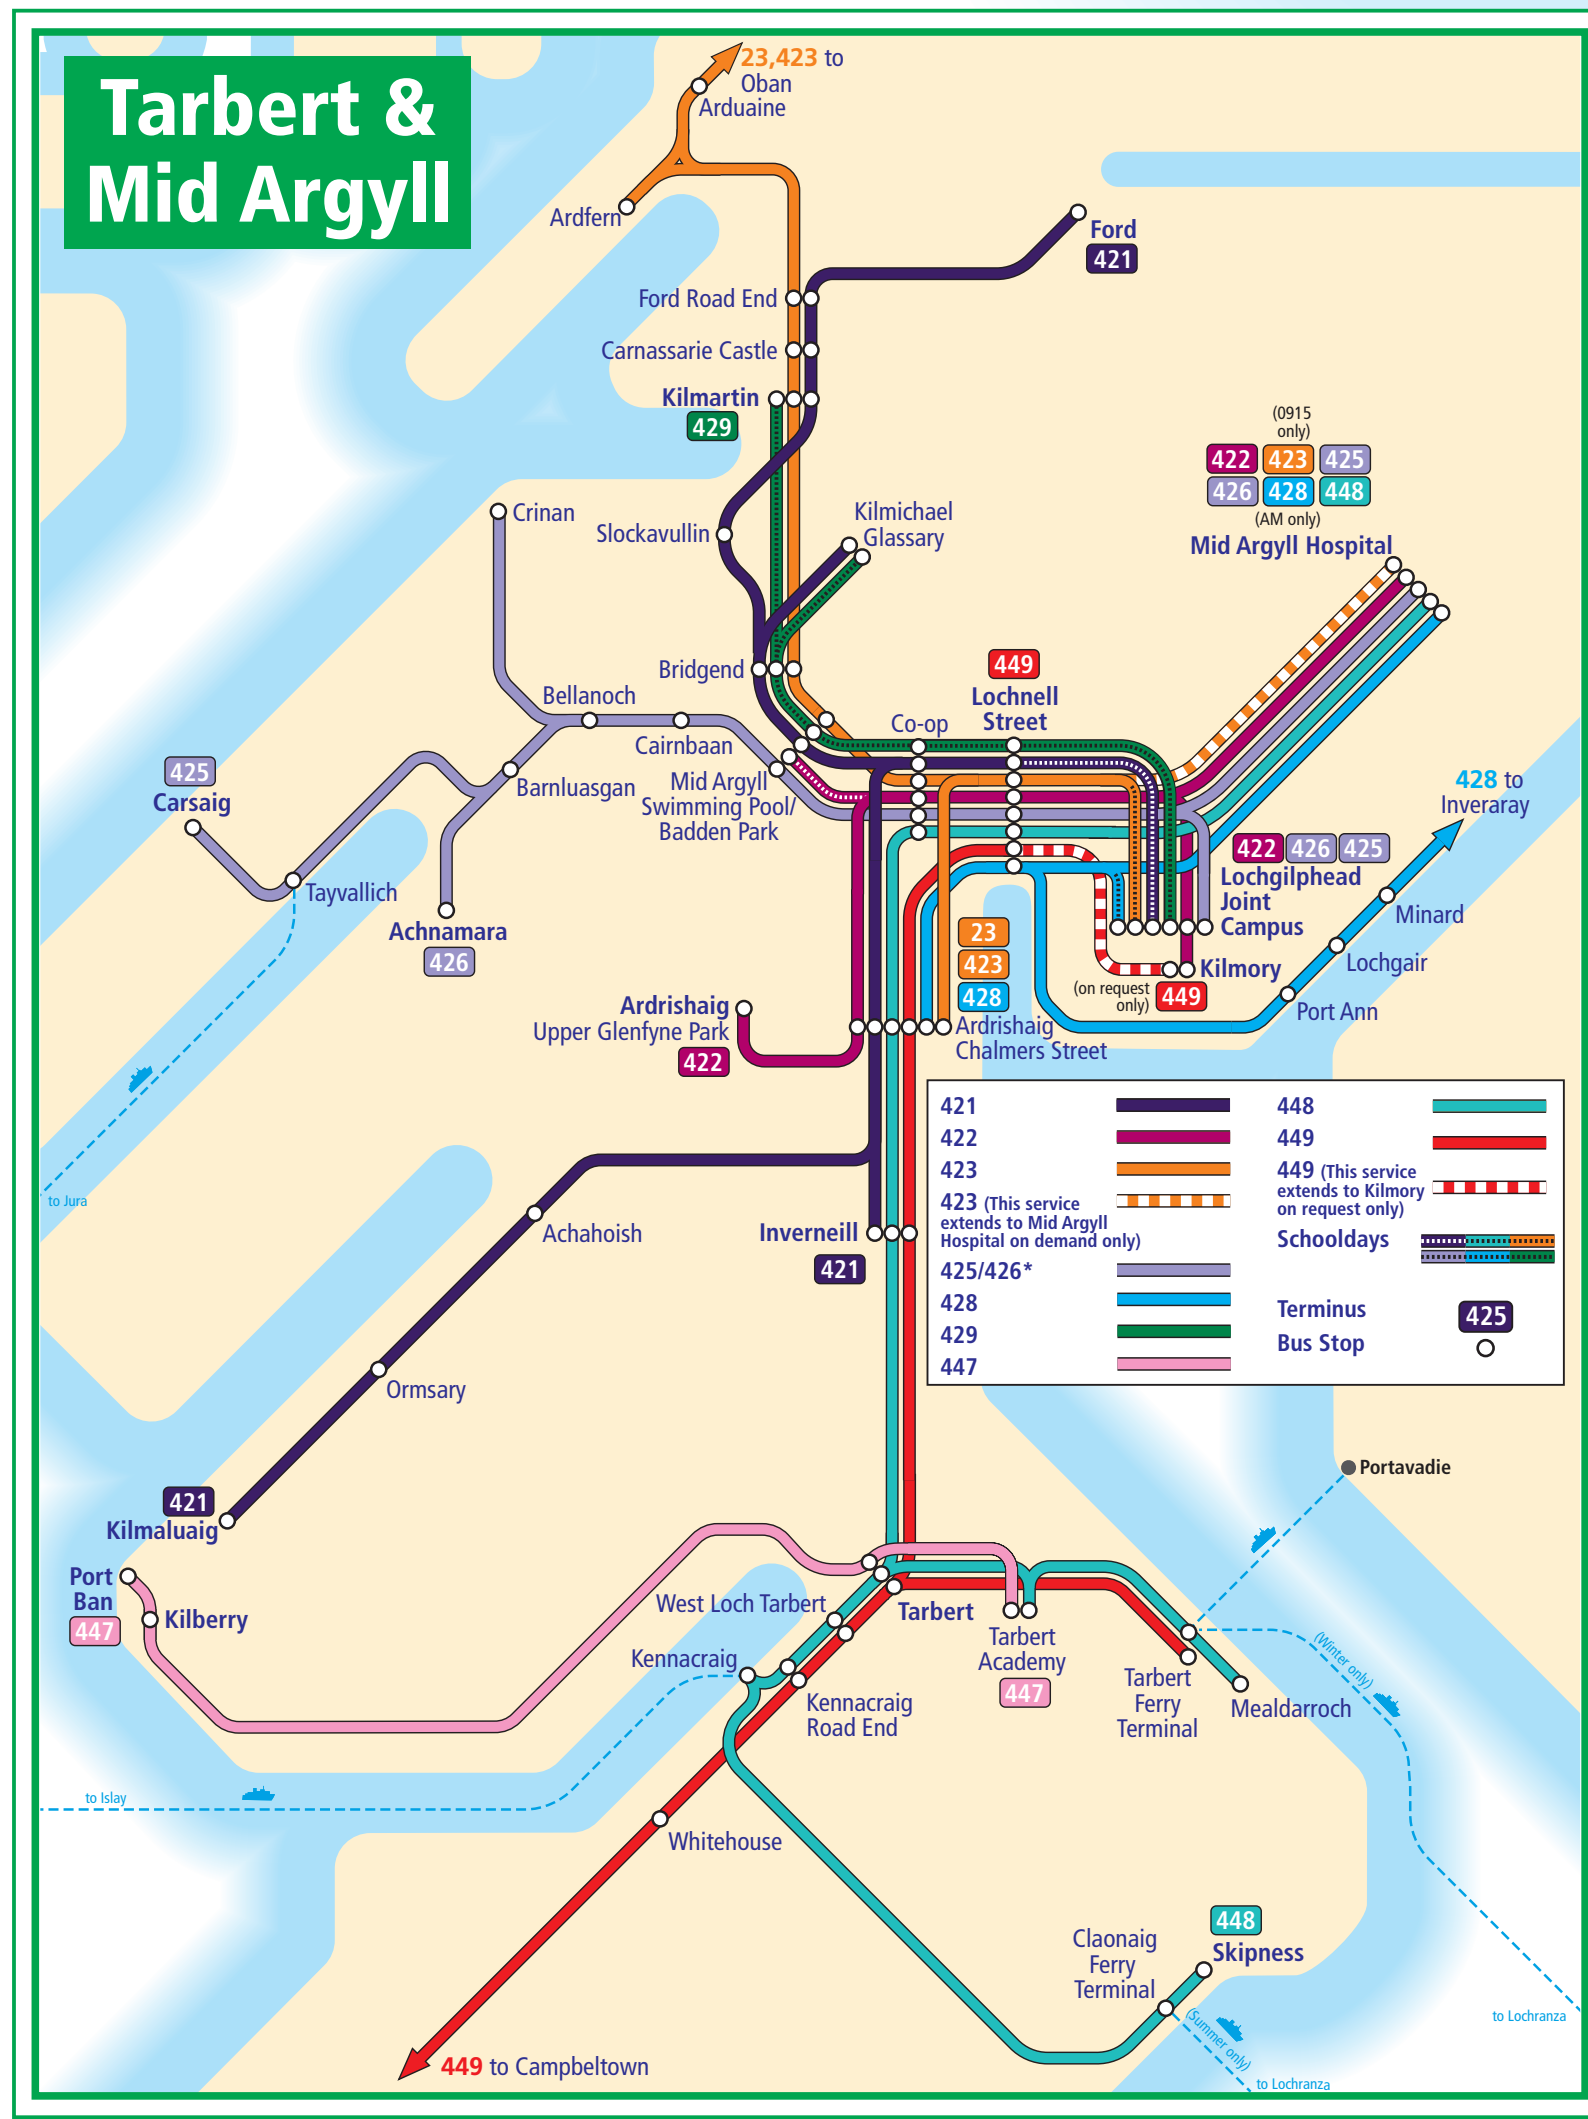 Tarbert &
Mid Argyll
23,423 to
Oban
Arduaine
Ardfern
Ford
421
Ford Road End
Carnassarie Castle
Kilmartin
429
(0915
only)
422 423 425
426 428 448
(AM only)
Mid Argyll Hospital
Crinan
Slockavullin
Kilmichael
Glassary
Bridgend
449
Lochnell
Street
Co-op
Bellanoch
Cairnbaan
Mid Argyll
Swimming Pool/
Badden Park
425
Carsaig
Barnluasgan
Tayvallich
Achnamara
426
428 to
Inveraray
422 426 425
Lochgilphead
Joint
Campus
Minard
Lochgair
Port Ann
23
423
428
Kilmory
(on request
only)
449
Ardrishaig
Upper Glenfyne Park
422
Ardrishaig
Chalmers Street
to Jura
421
422
423
423 (This service
extends to Mid Argyll
Hospital on demand only)
425/426*
428
429
447
448
449
449 (This service
extends to Kilmory
on request only)
Schooldays
Terminus
425
Bus Stop
Achahoish
Inverneill
421
Ormsary
421
Kilmaluaig
Portavadie
Port
Ban
447
Kilberry
West Loch Tarbert
Tarbert
Kennacraig
Tarbert
Academy
447
Kennacraig
Road End
Tarbert
Ferry
Terminal
Mealdarroch
(Winter only)
to Islay
Whitehouse
448
Skipness
Claonaig
Ferry
Terminal
(Summer only)
to Lochranza
to Lochranza
449 to Campbeltown